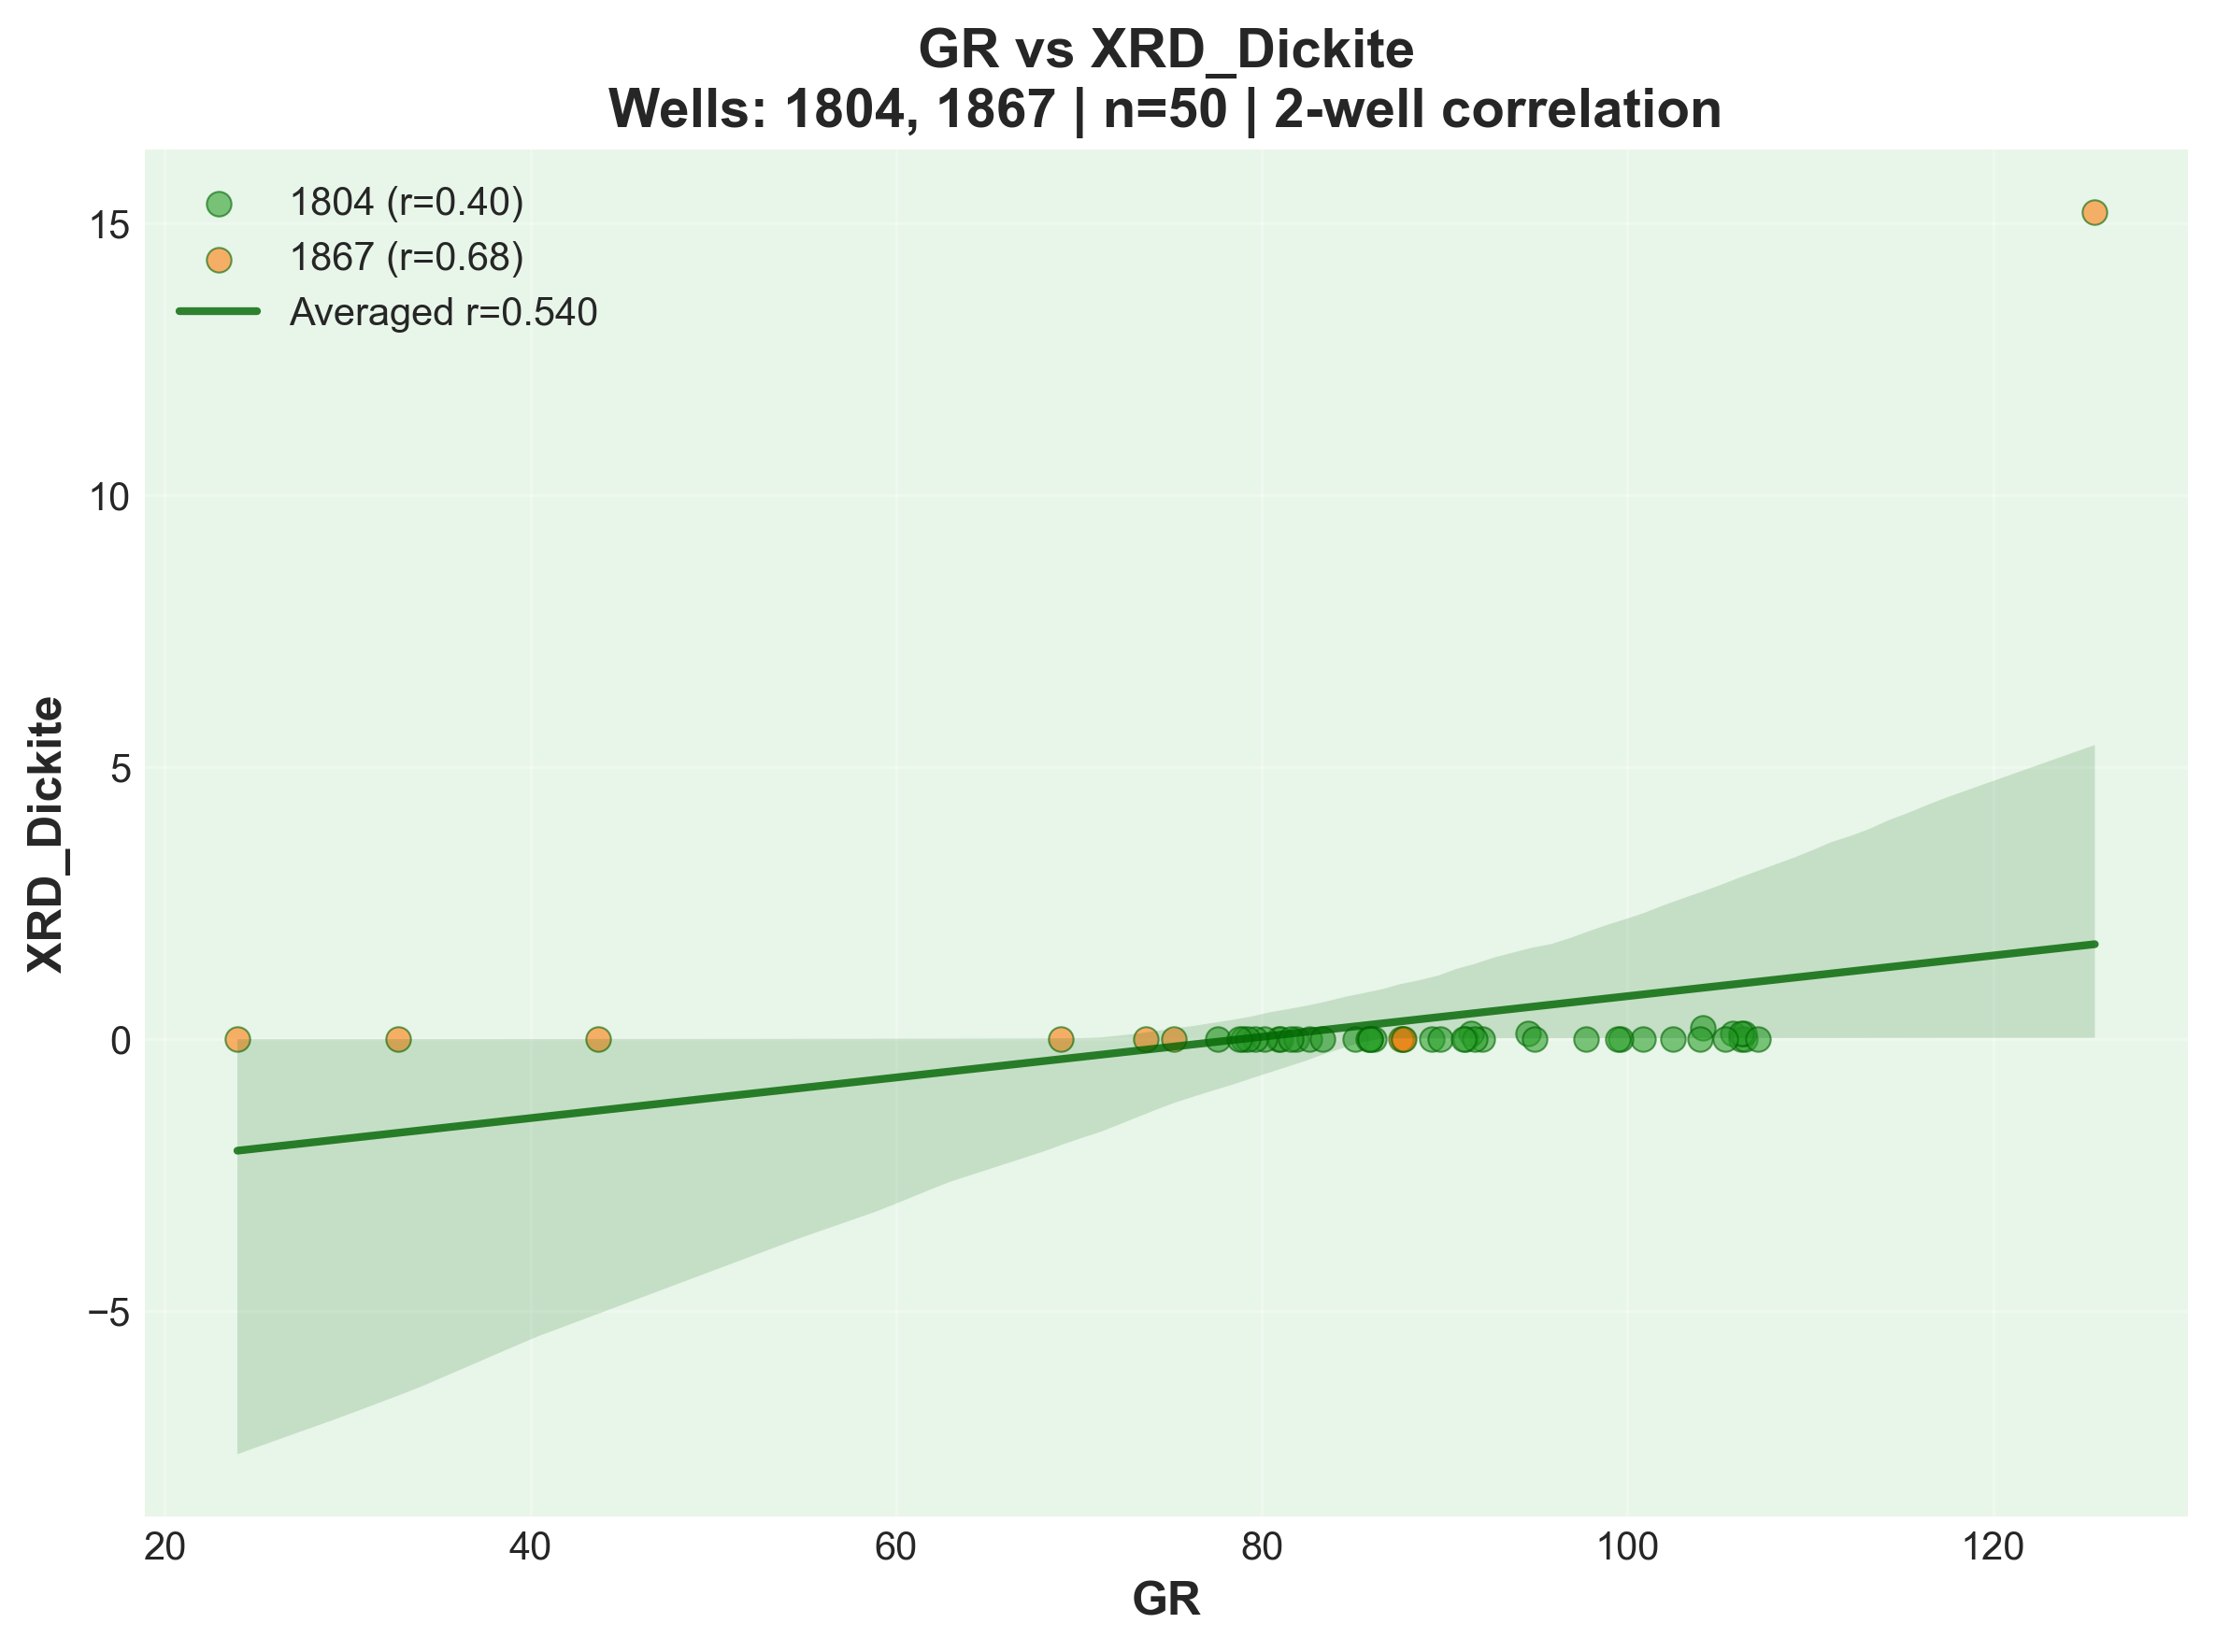 GR vs XRD_Dickite
Wells: 1804, 1867 | n=50 | 2-well correlation
1804 (r=0.40)
1867 (r=0.68)
Averaged r=0.540
15
10
5
0
−5
XRD_Dickite
20 40 60 80 100 120
GR